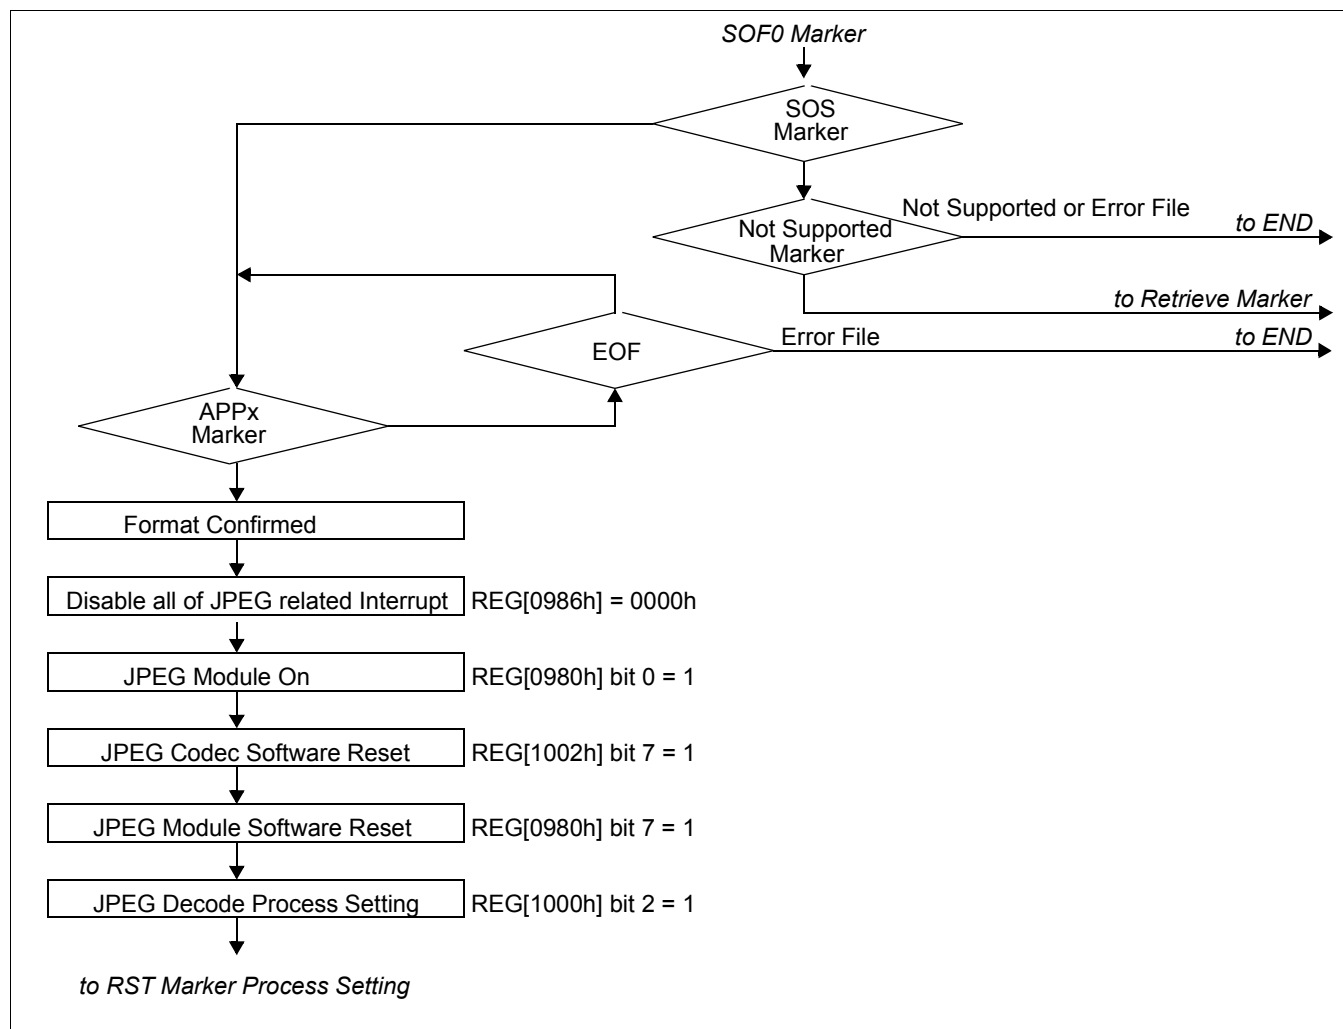 SOF0 Marker
SOS
Marker
Not Supported or Error File
to END
Not Supported
Marker
to Retrieve Marker
Error File
to END
EOF
APPx
Marker
Format Confirmed
Disable all of JPEG related Interrupt
REG[0986h] = 0000h
JPEG Module On
REG[0980h] bit 0 = 1
JPEG Codec Software Reset
REG[1002h] bit 7 = 1
JPEG Module Software Reset
REG[0980h] bit 7 = 1
JPEG Decode Process Setting
REG[1000h] bit 2 = 1
to RST Marker Process Setting